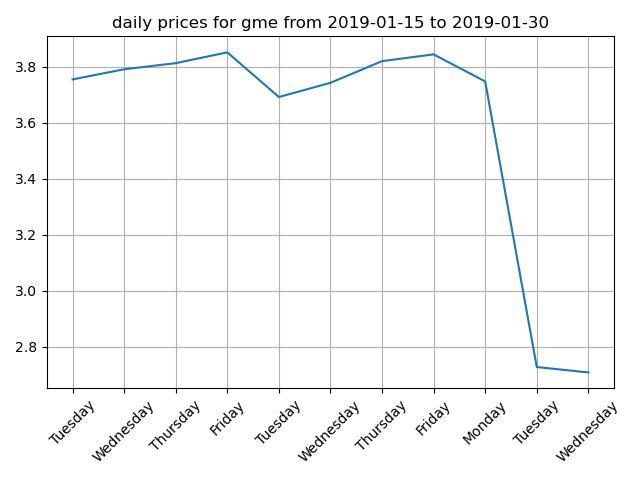 daily prices for gme from 2019-01-15 to 2019-01-30
3.8
3.6
3.4
3.2
3.0
2.8
Tuesday
Wednesday
Thursday
Friday
Tuesday
Wednesday
Thursday
Friday
Monday
Tuesday
Wednesday